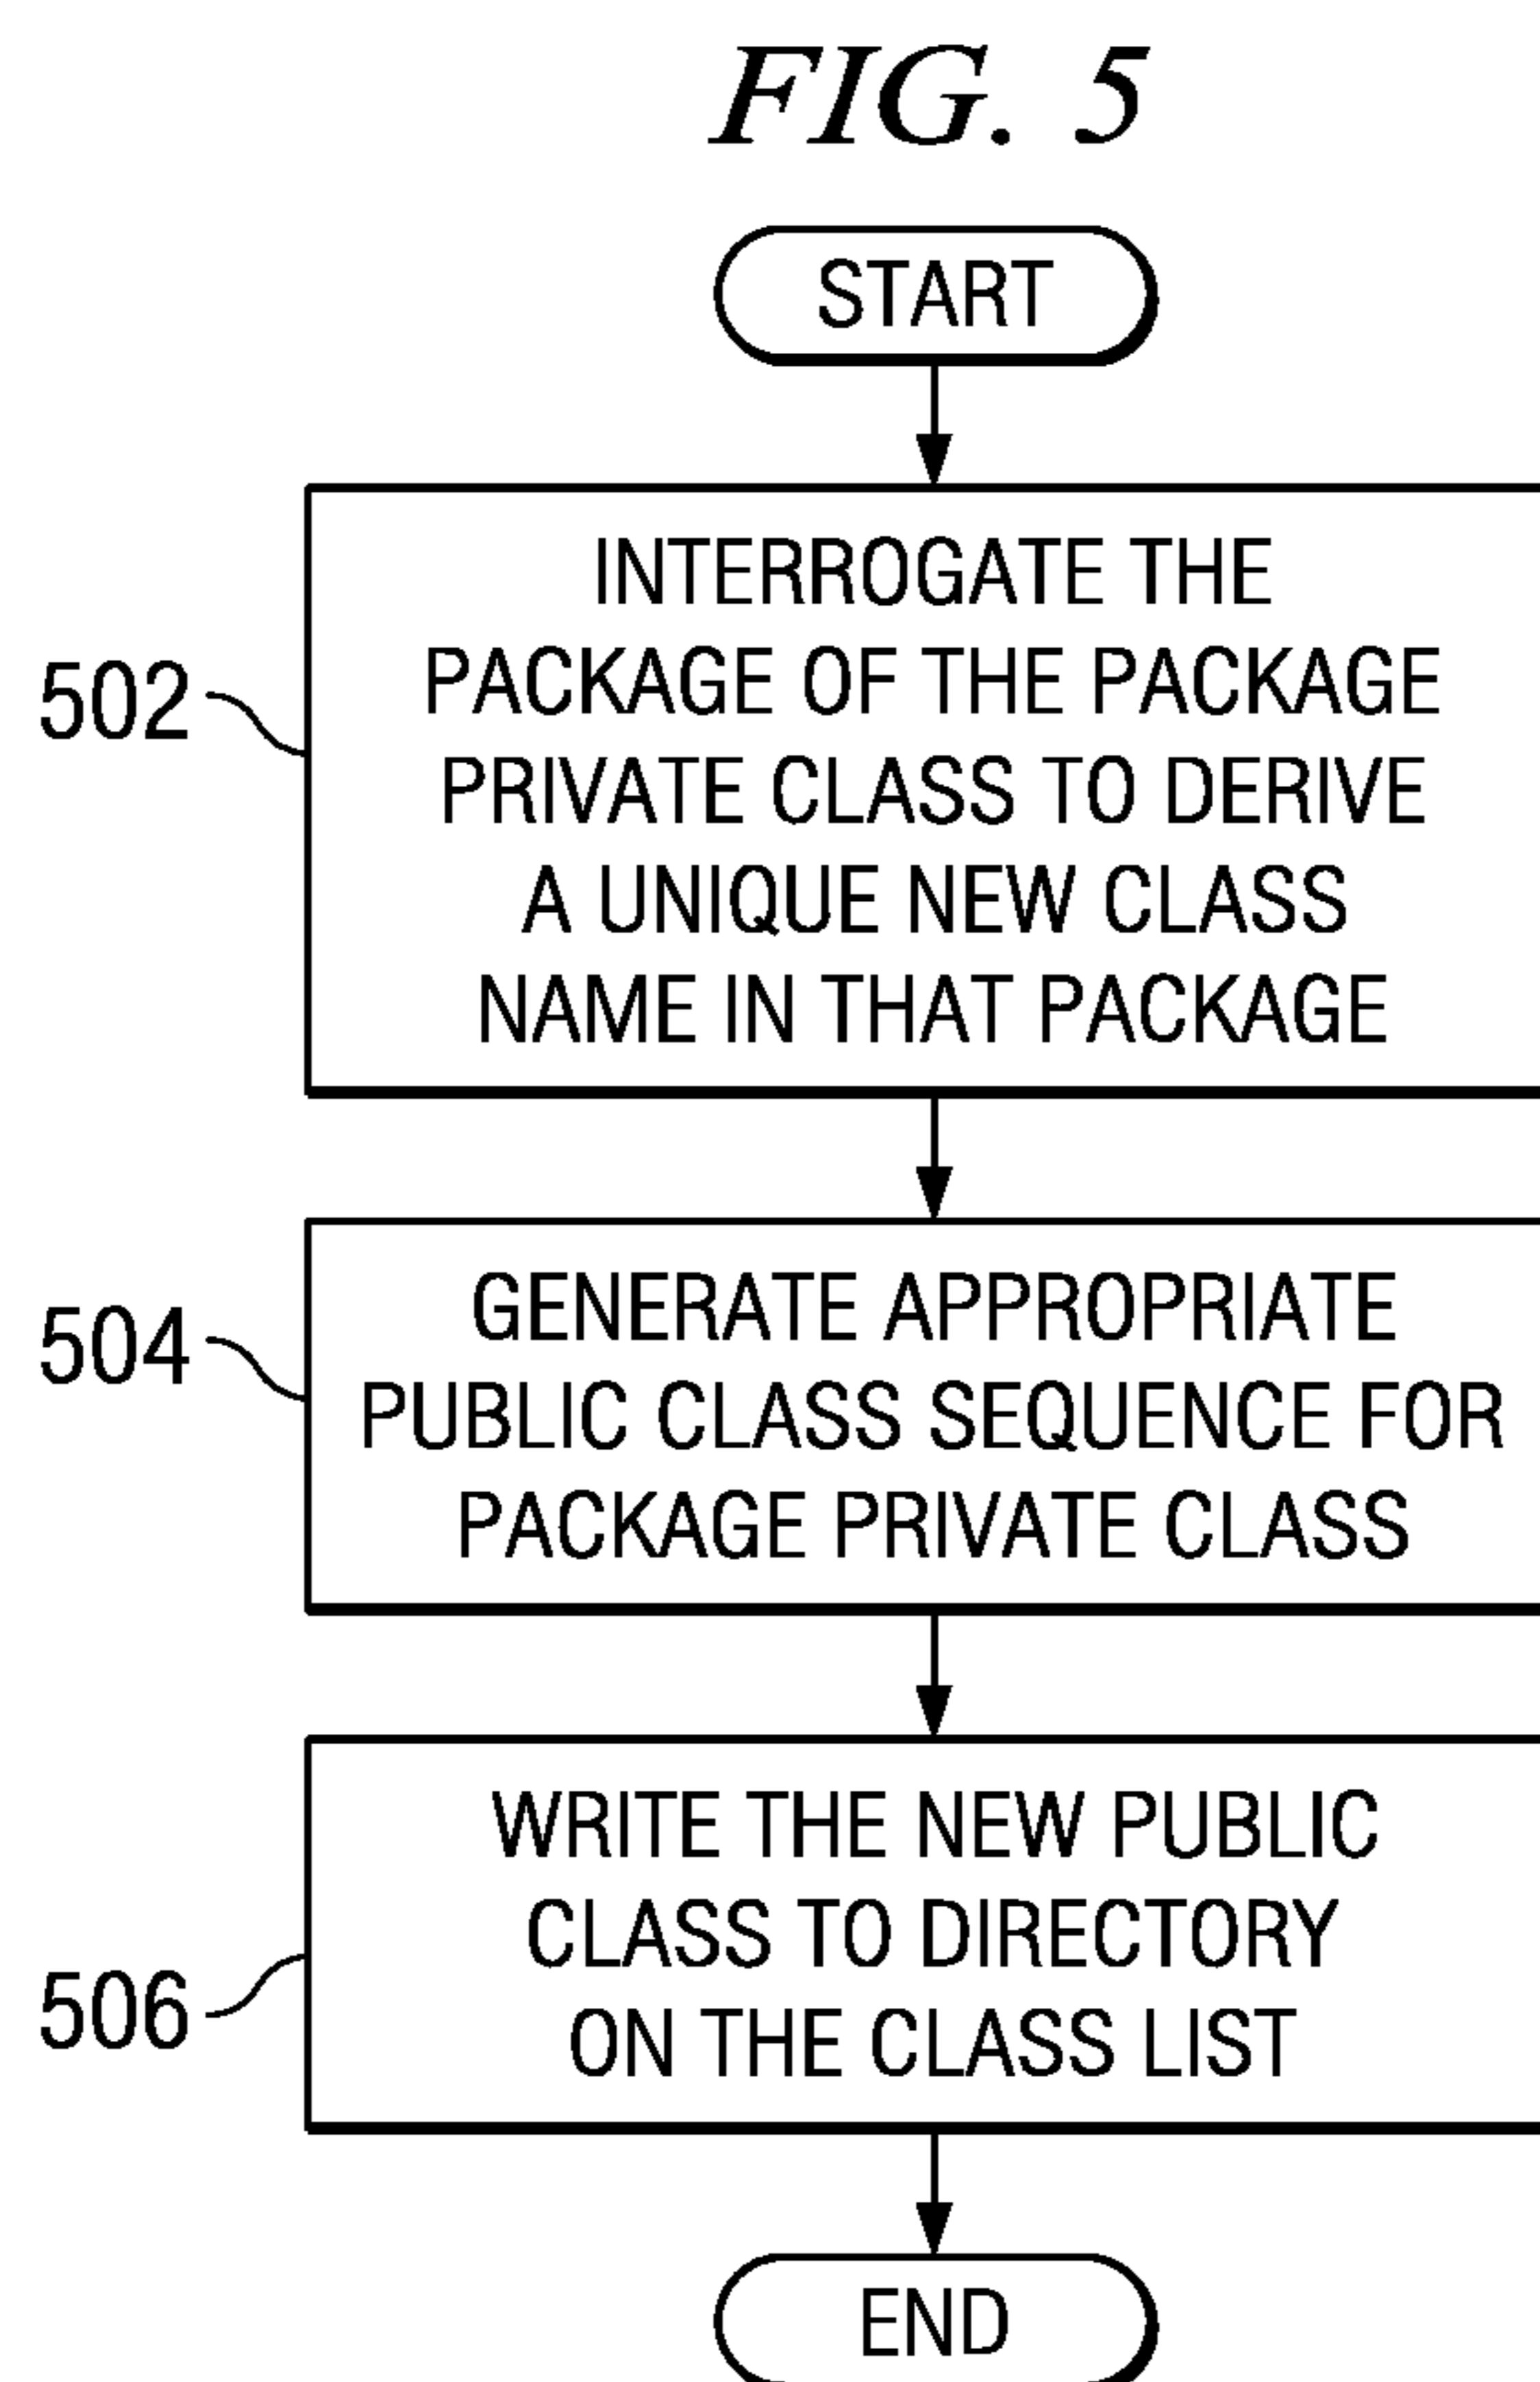 FIG. 5
START
INTERROGATE THE
PACKAGE OF THE PACKAGE
PRIVATE CLASS TO DERIVE
A UNIQUE NEW CLASS
NAME IN THAT PACKAGE
502
GENERATE APPROPRIATE
PUBLIC CLASS SEQUENCE FOR
PACKAGE PRIVATE CLASS
504
WRITE THE NEW PUBLIC
CLASS TO DIRECTORY
ON THE CLASS LIST
506
END